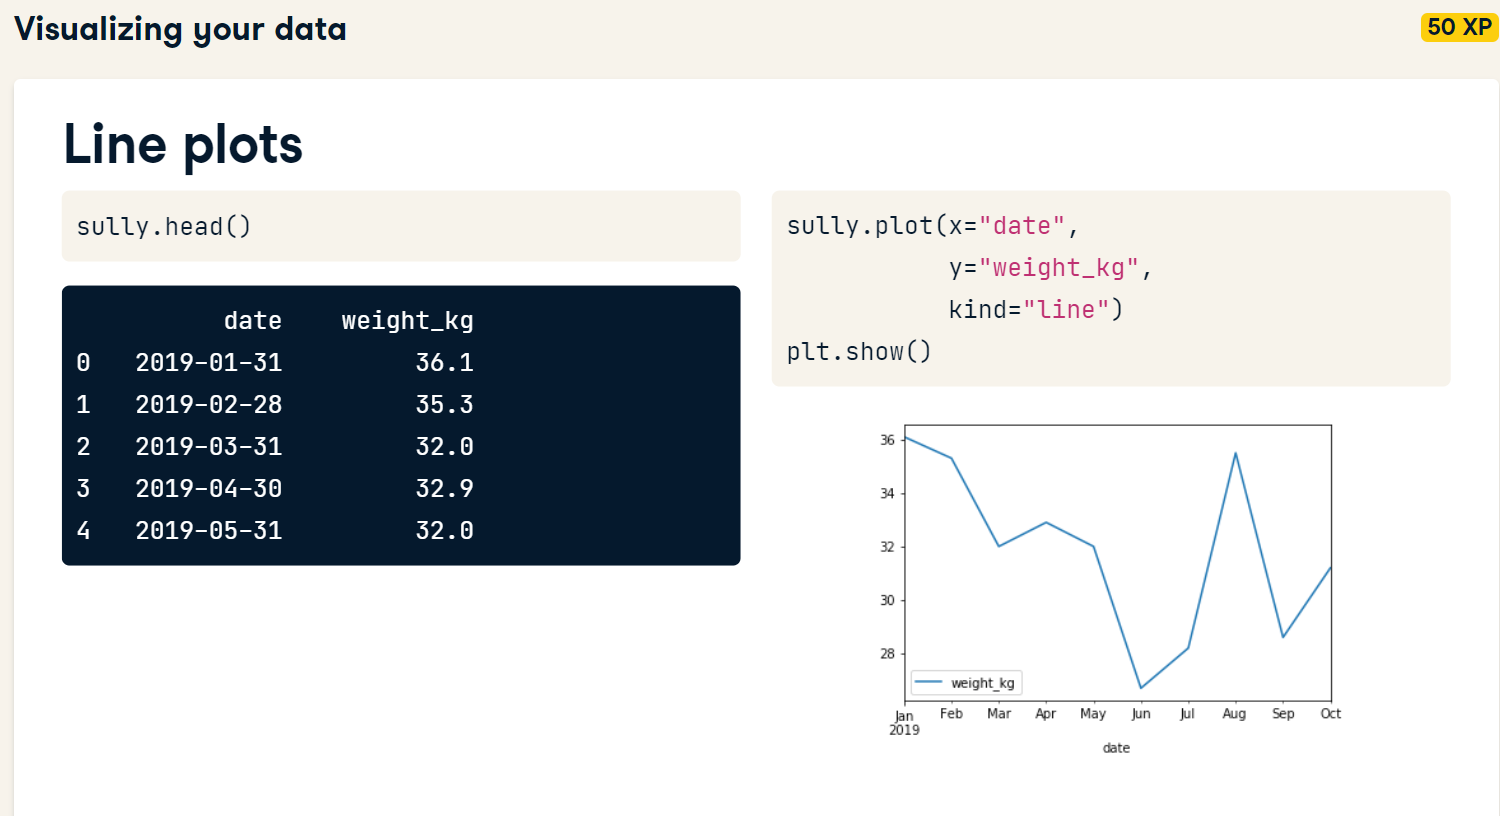 Visualizing your data
50 XP
Line plots
sully.head()
date weight_kg
0 2019-01-31 36.1
1 2019-02-28 35.3
2 2019-03-31 32.0
3 2019-04-30 32.9
4 2019-05-31 32.0
sully.plot(x="date",
y="weight_kg",
kind="line")
plt.show()
36
34
32
30
28
weight_kg
Jan Feb Mar Apr May Jun Jul Aug Sep Oct
2019
date